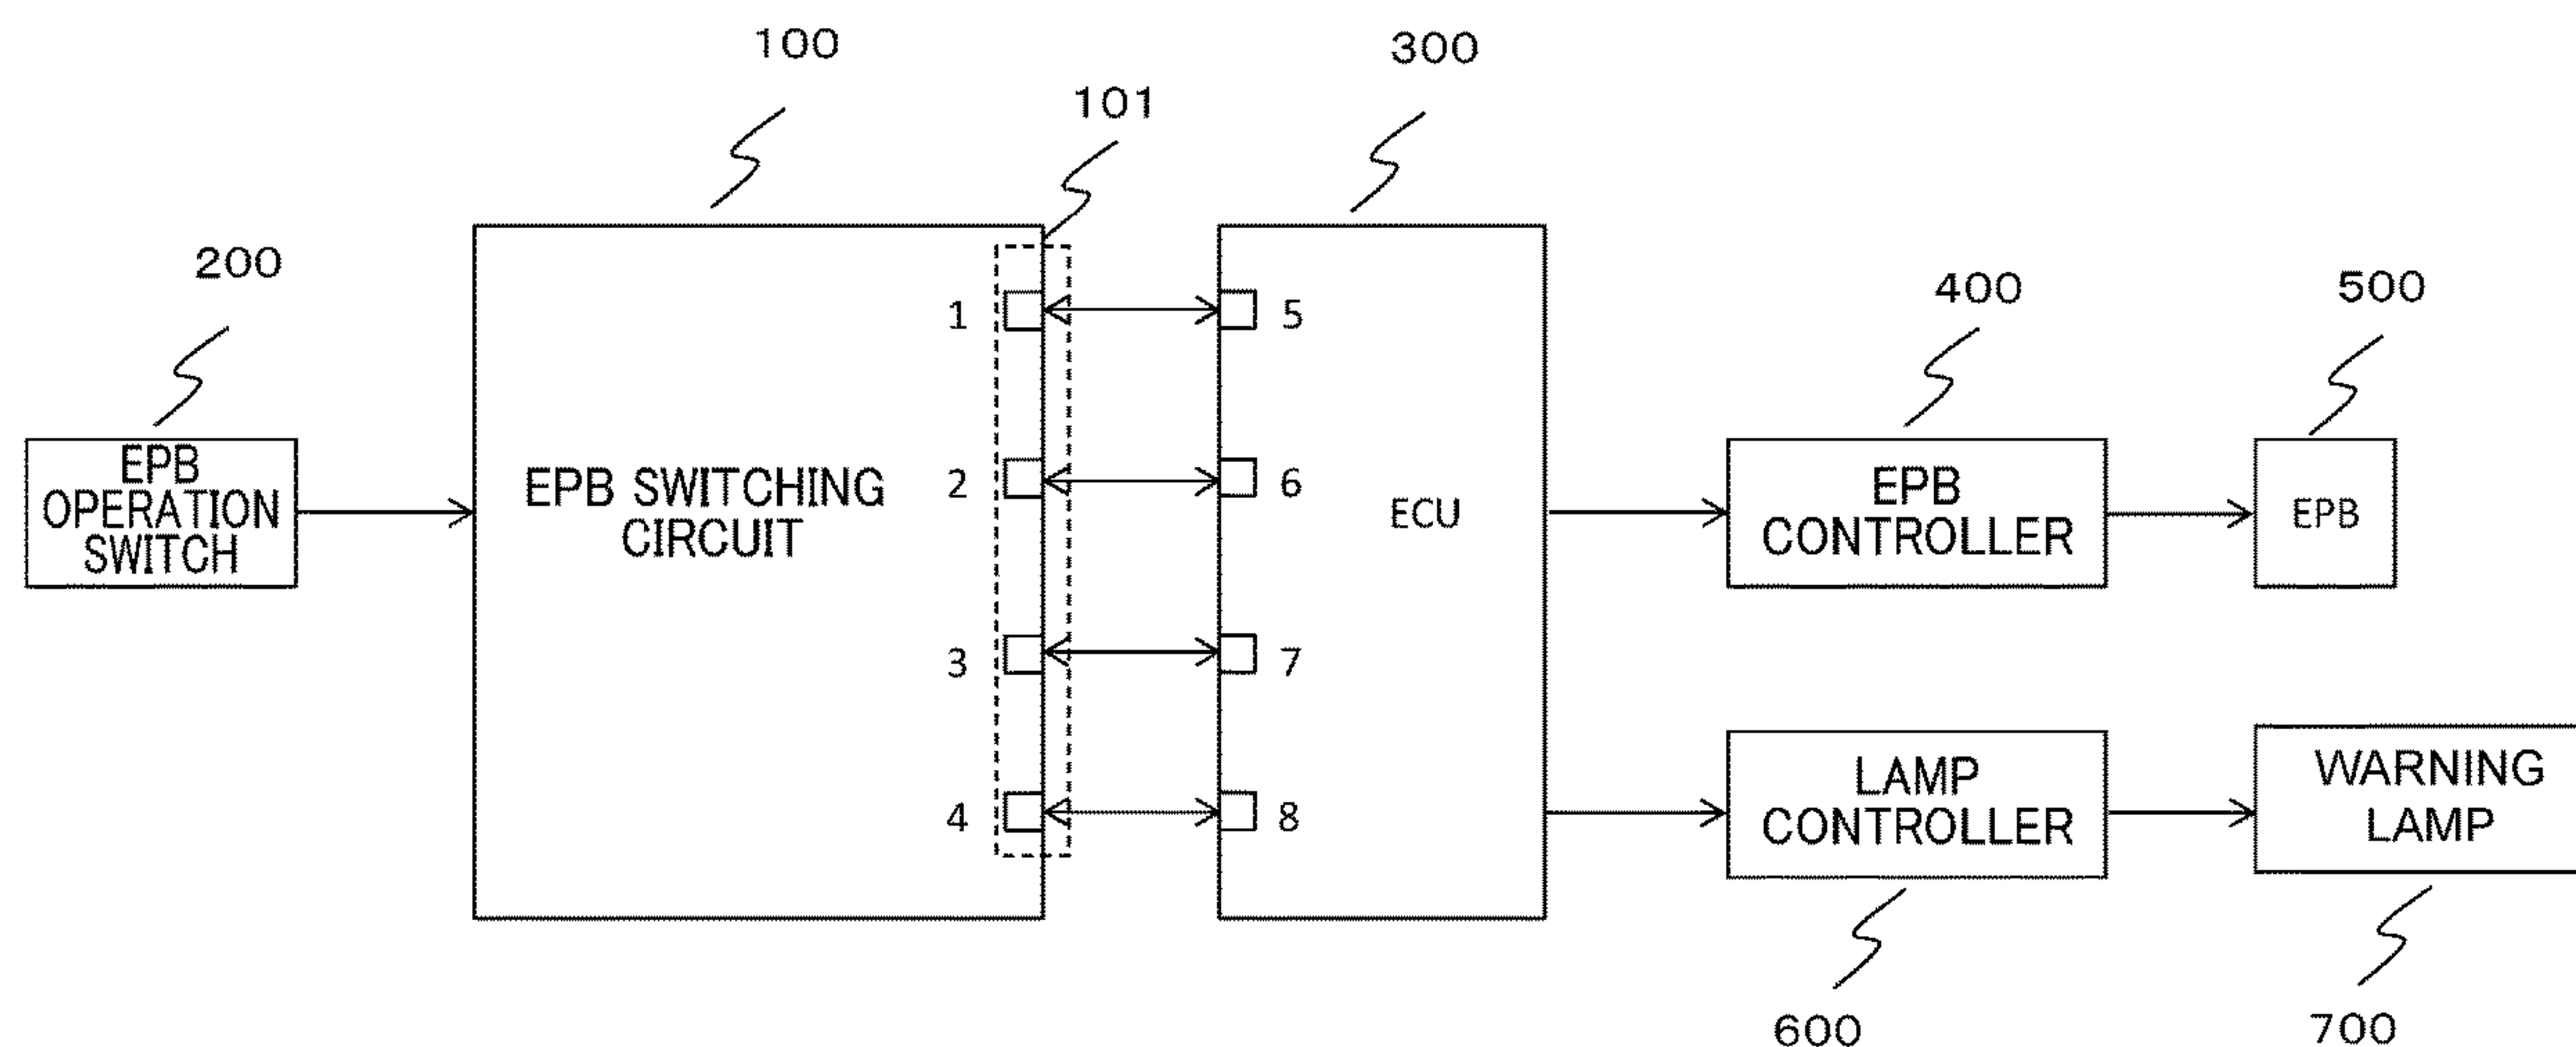 100
300
101
200
400
500
1
5
EPB
OPERATION
SWITCH
2
EPB SWITCHING
CIRCUIT
6
ECU
EPB
CONTROLLER
EPB
3
7
4
8
LAMP
CONTROLLER
WARNING
LAMP
600
700